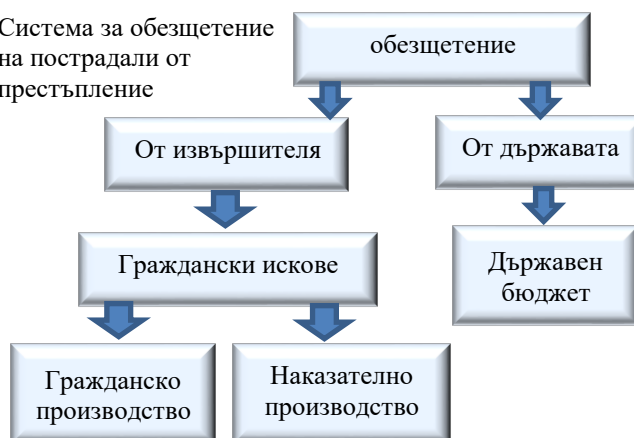 Система за обезщетение
на пострадали от
престъпление
обезщетение
От извършителя
От държавата
Граждански искове
Държавен
бюджет
Гражданско
производство
Наказателно
производство